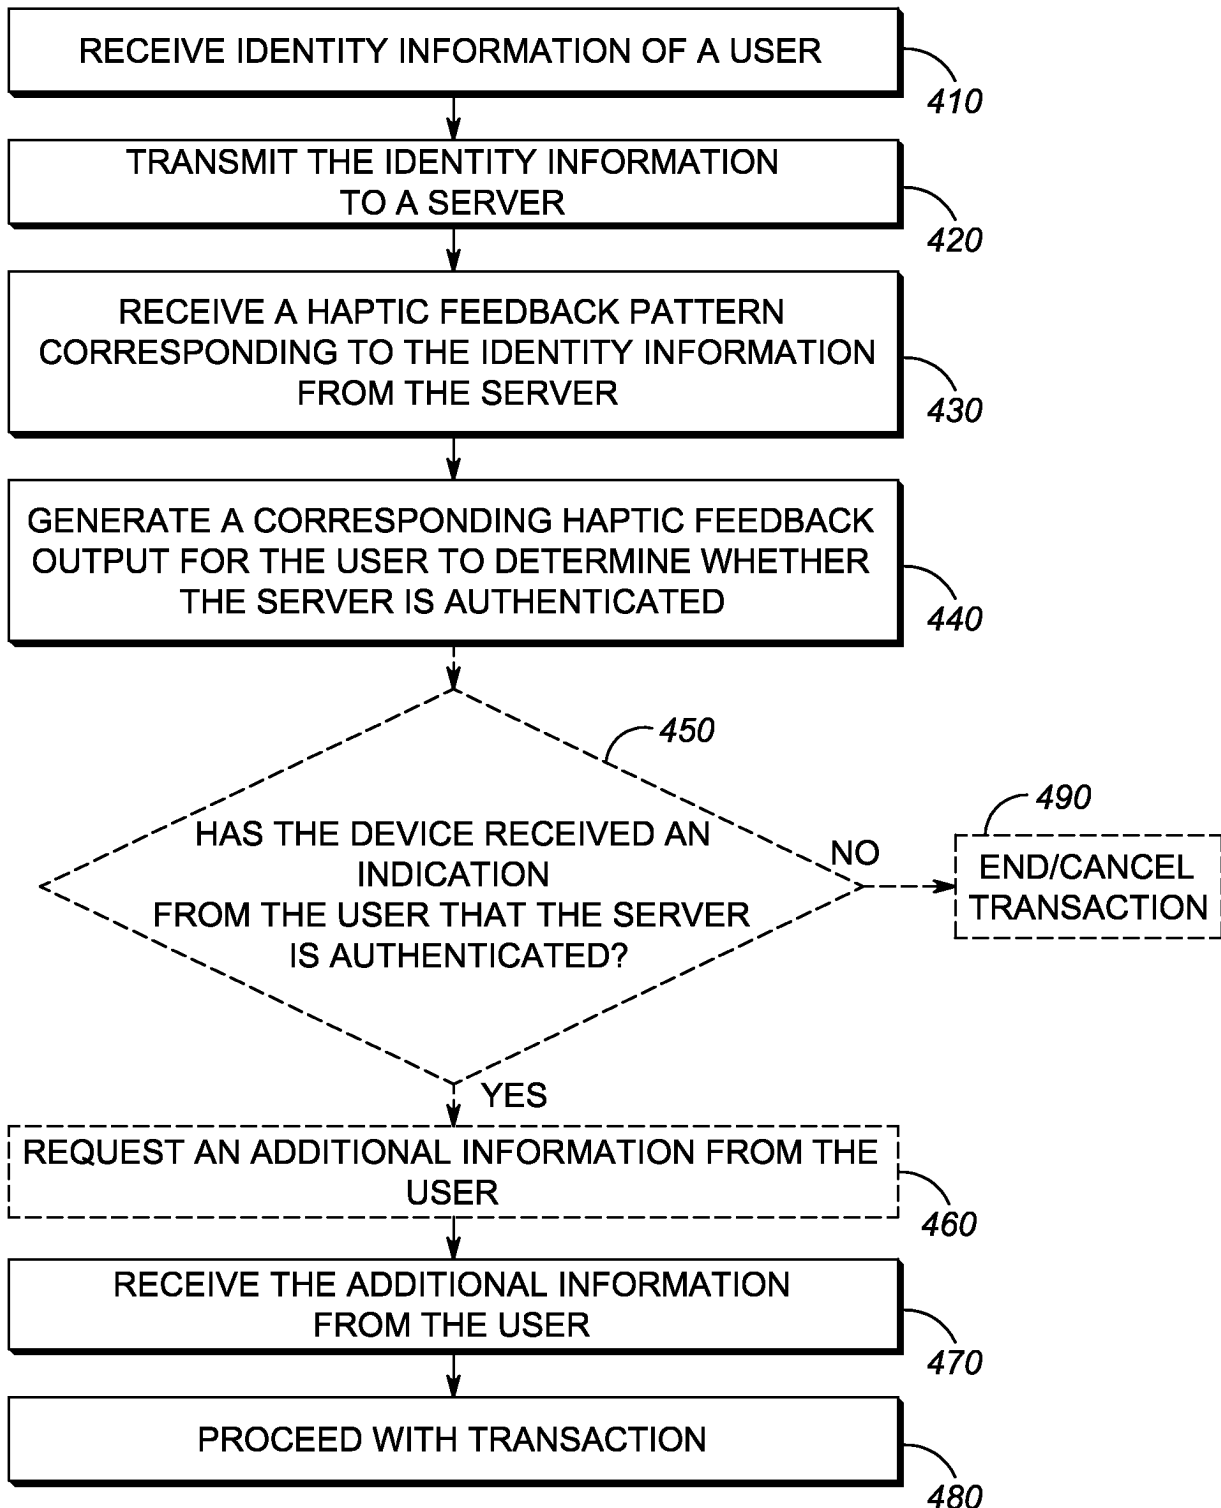 RECEIVE IDENTITY INFORMATION OF A USER
410
TRANSMIT THE IDENTITY INFORMATION
TO A SERVER
420
RECEIVE A HAPTIC FEEDBACK PATTERN
CORRESPONDING TO THE IDENTITY INFORMATION
FROM THE SERVER
430
GENERATE A CORRESPONDING HAPTIC FEEDBACK
OUTPUT FOR THE USER TO DETERMINE WHETHER
THE SERVER IS AUTHENTICATED
440
450
HAS THE DEVICE RECEIVED AN
INDICATION
FROM THE USER THAT THE SERVER
IS AUTHENTICATED?
NO
490
END/CANCEL
TRANSACTION
YES
REQUEST AN ADDITIONAL INFORMATION FROM THE
USER
460
RECEIVE THE ADDITIONAL INFORMATION
FROM THE USER
470
PROCEED WITH TRANSACTION
480